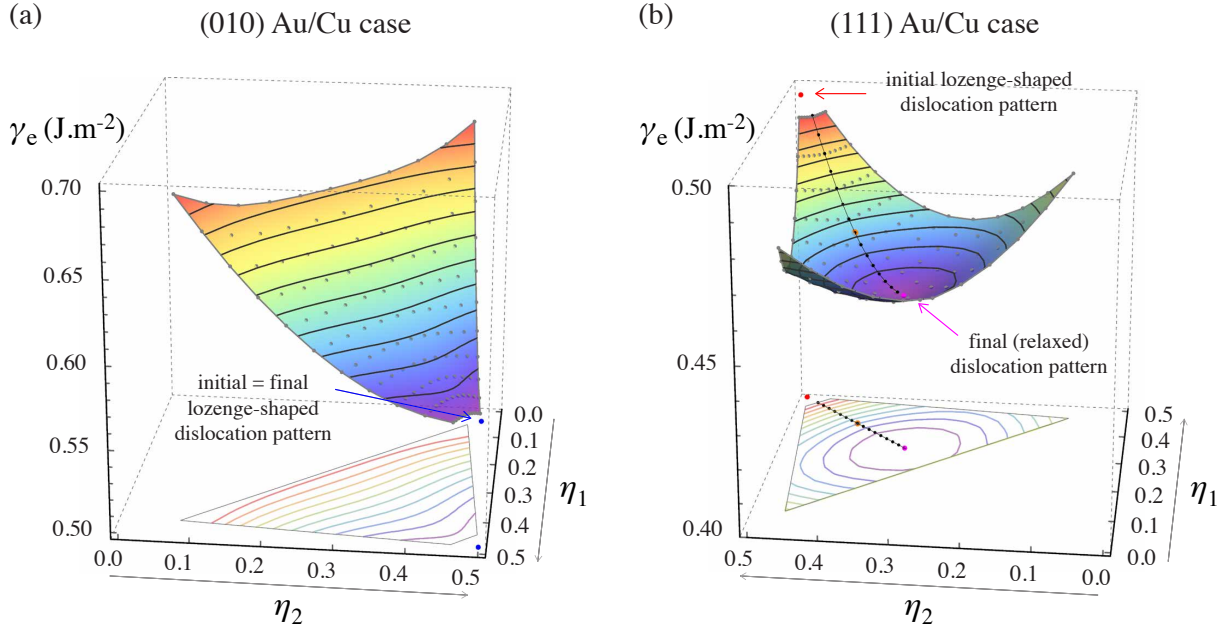 (a)
(010) Au/Cu case
γe (J.m-2)
0.70
0.65
0.60
0.55
0.50
initial = final
lozenge-shaped
dislocation pattern
0.0
0.1
0.2
0.3
0.4
0.5
η1
0.0
0.1
0.2
0.3
0.4
0.5
η2
(b)
(111) Au/Cu case
initial lozenge-shaped
dislocation pattern
γe (J.m-2)
0.50
0.45
0.40
final (relaxed)
dislocation pattern
0.5
0.4
0.3
0.2
0.1
0.0
η1
0.5
0.4
0.3
0.2
0.1
0.0
η2